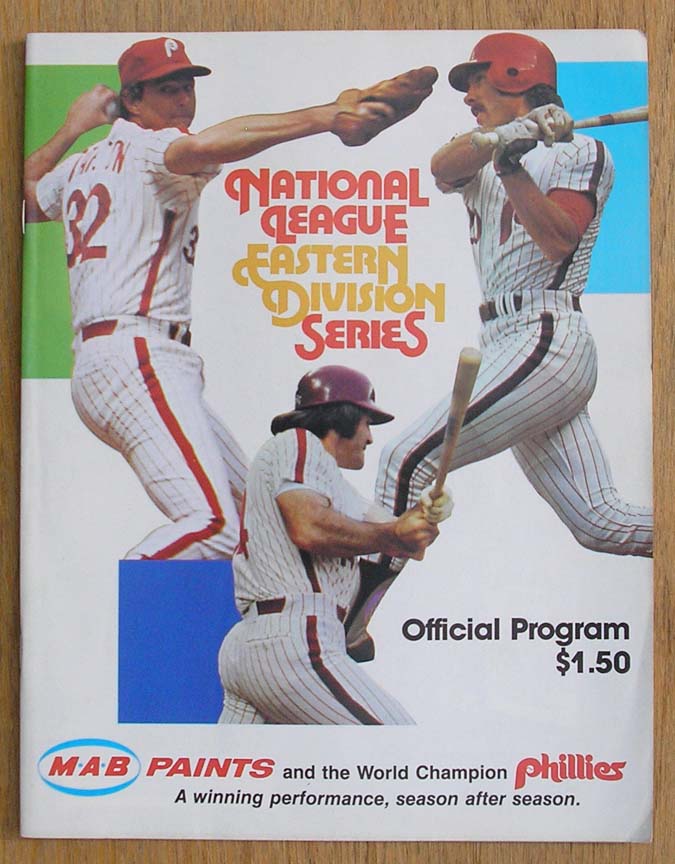 P
32
NATIONAL
LEAGUE
EASTERN
DIVISION
SERIES
Official Program
$1.50
M·A·B PAINTS and the World Champion Phillies
A winning performance, season after season.